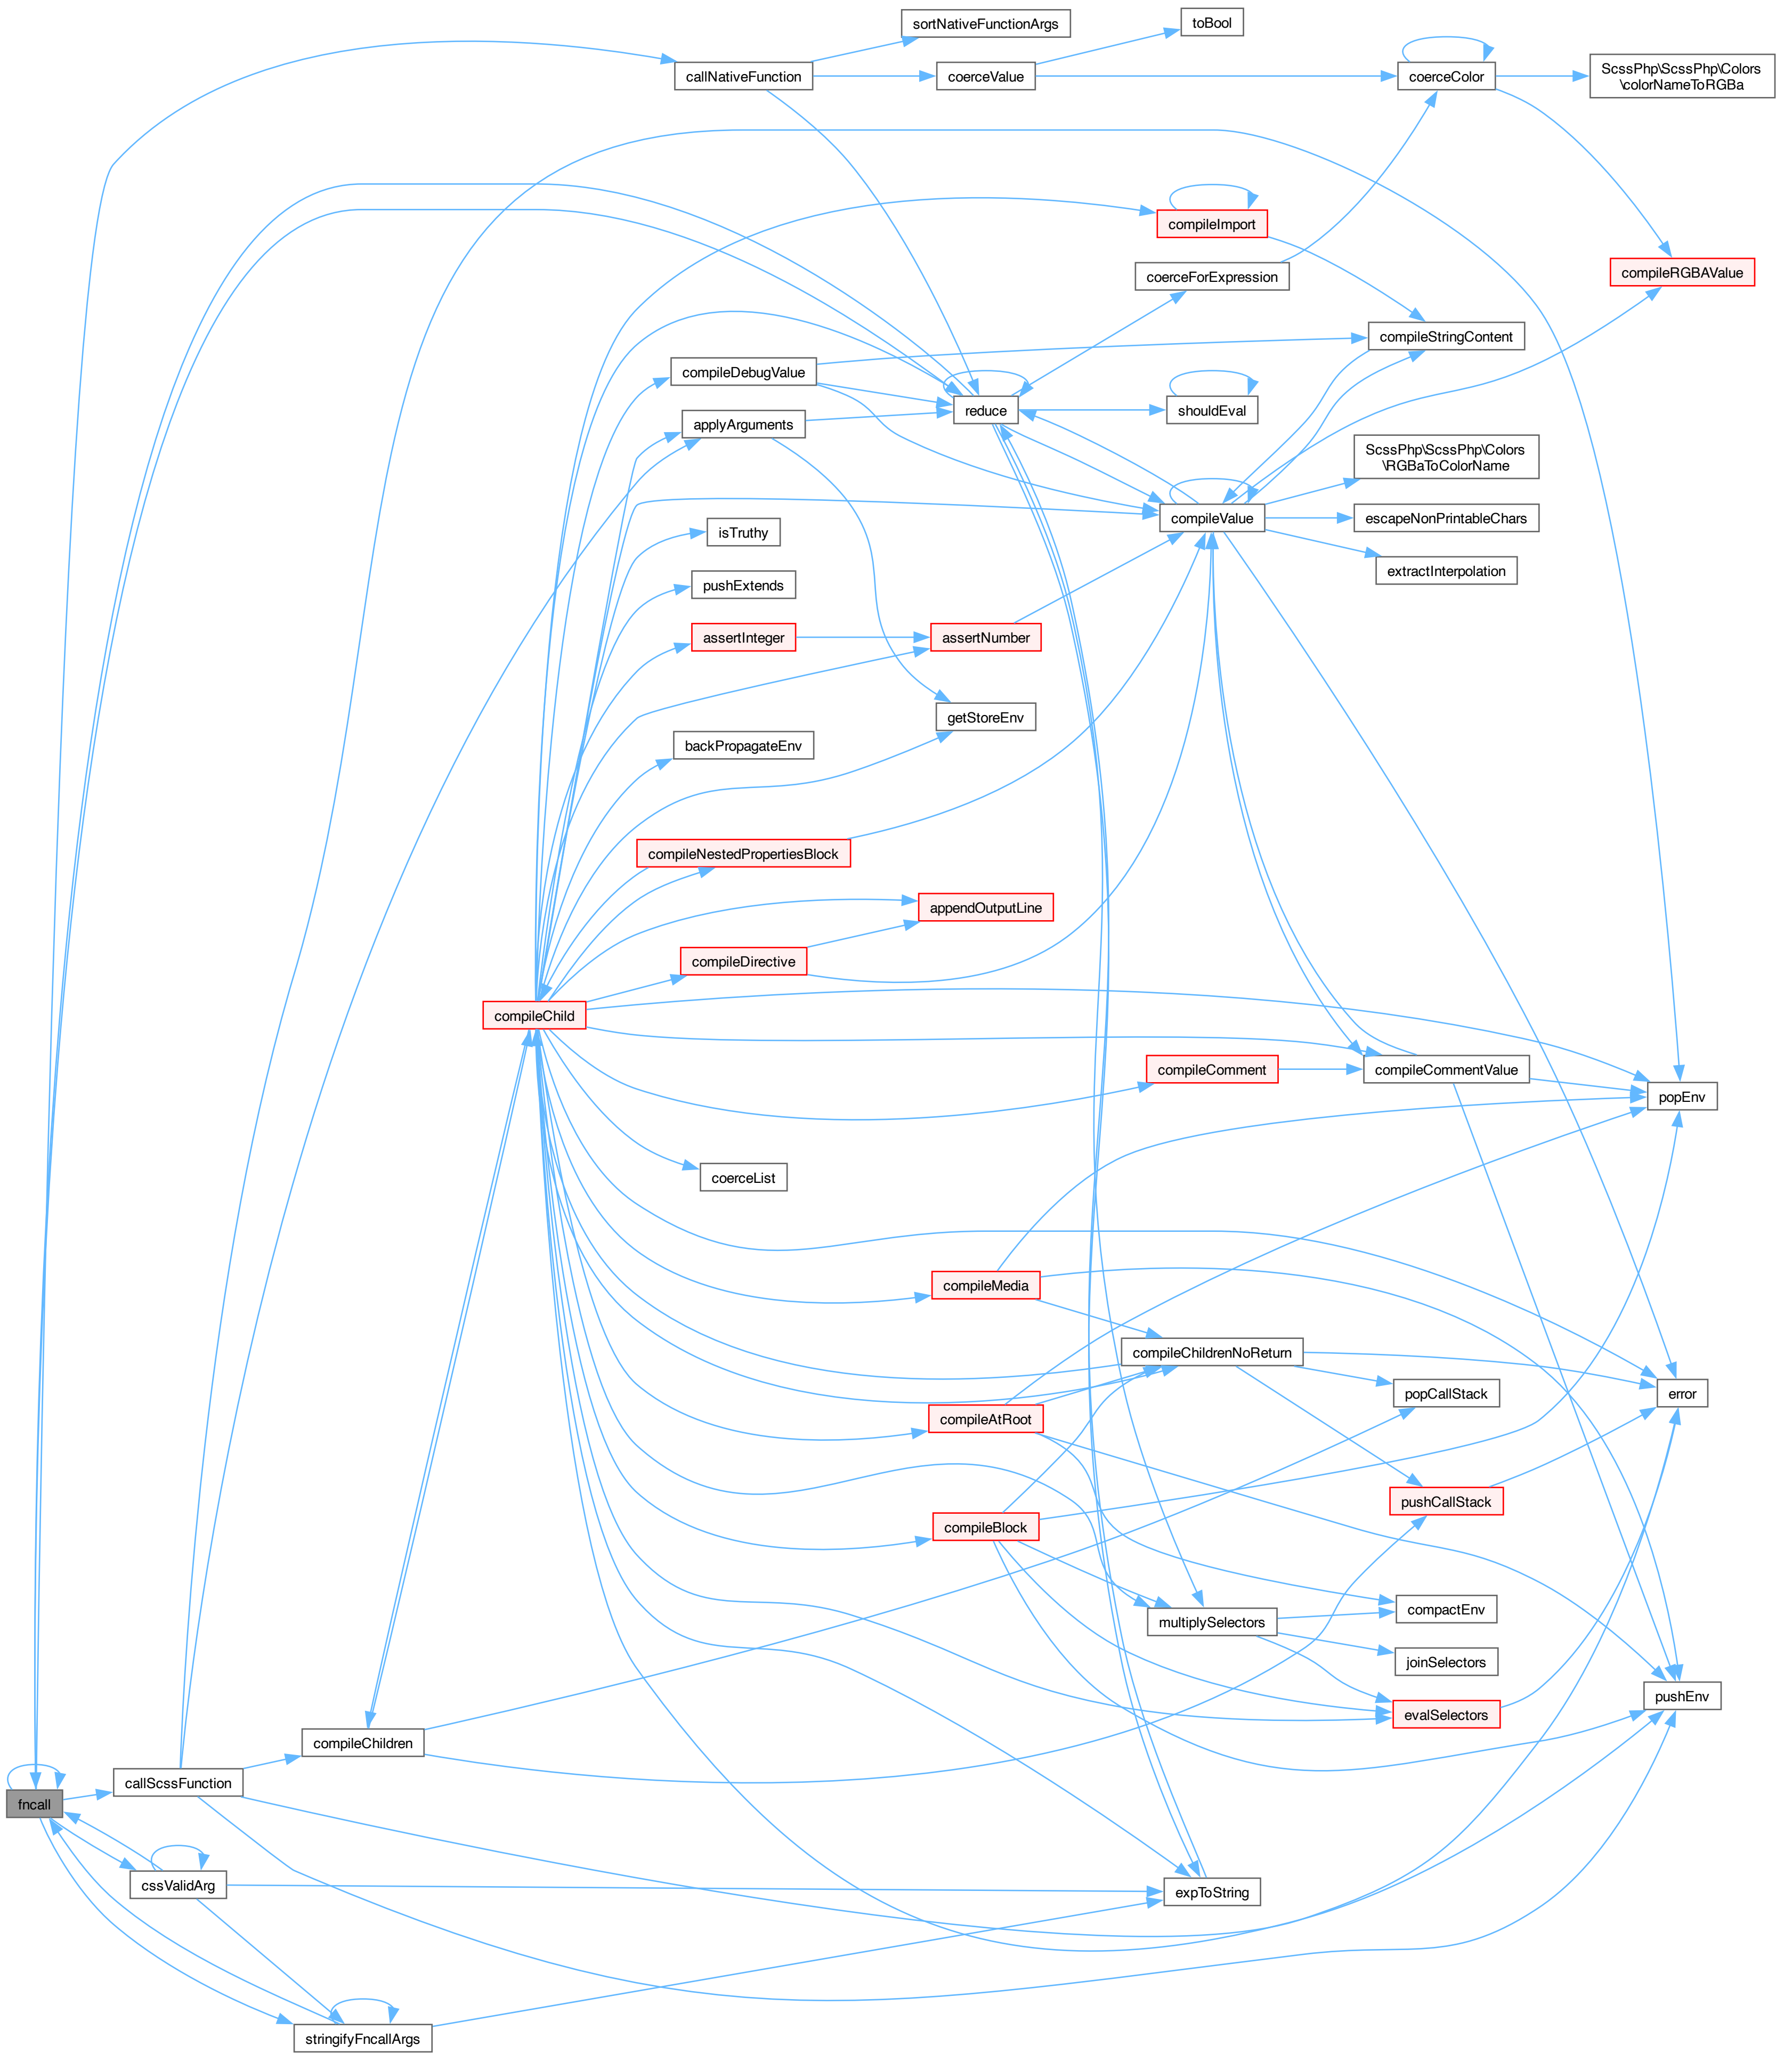 sortNativeFunctionArgs
toBool
callNativeFunction
coerceValue
coerceColor
ScssPhp\ScssPhp\Colors
\colorNameToRGBa
compileImport
coerceForExpression
compileRGBAValue
compileStringContent
compileDebugValue
reduce
shouldEval
applyArguments
ScssPhp\ScssPhp\Colors
\RGBaToColorName
compileValue
escapeNonPrintableChars
isTruthy
extractInterpolation
pushExtends
assertInteger
assertNumber
getStoreEnv
backPropagateEnv
compileNestedPropertiesBlock
appendOutputLine
compileDirective
compileChild
compileComment
compileCommentValue
popEnv
coerceList
compileMedia
compileChildrenNoReturn
popCallStack
error
compileAtRoot
pushCallStack
compileBlock
compactEnv
multiplySelectors
joinSelectors
pushEnv
evalSelectors
compileChildren
callScssFunction
fncall
cssValidArg
expToString
stringifyFncallArgs